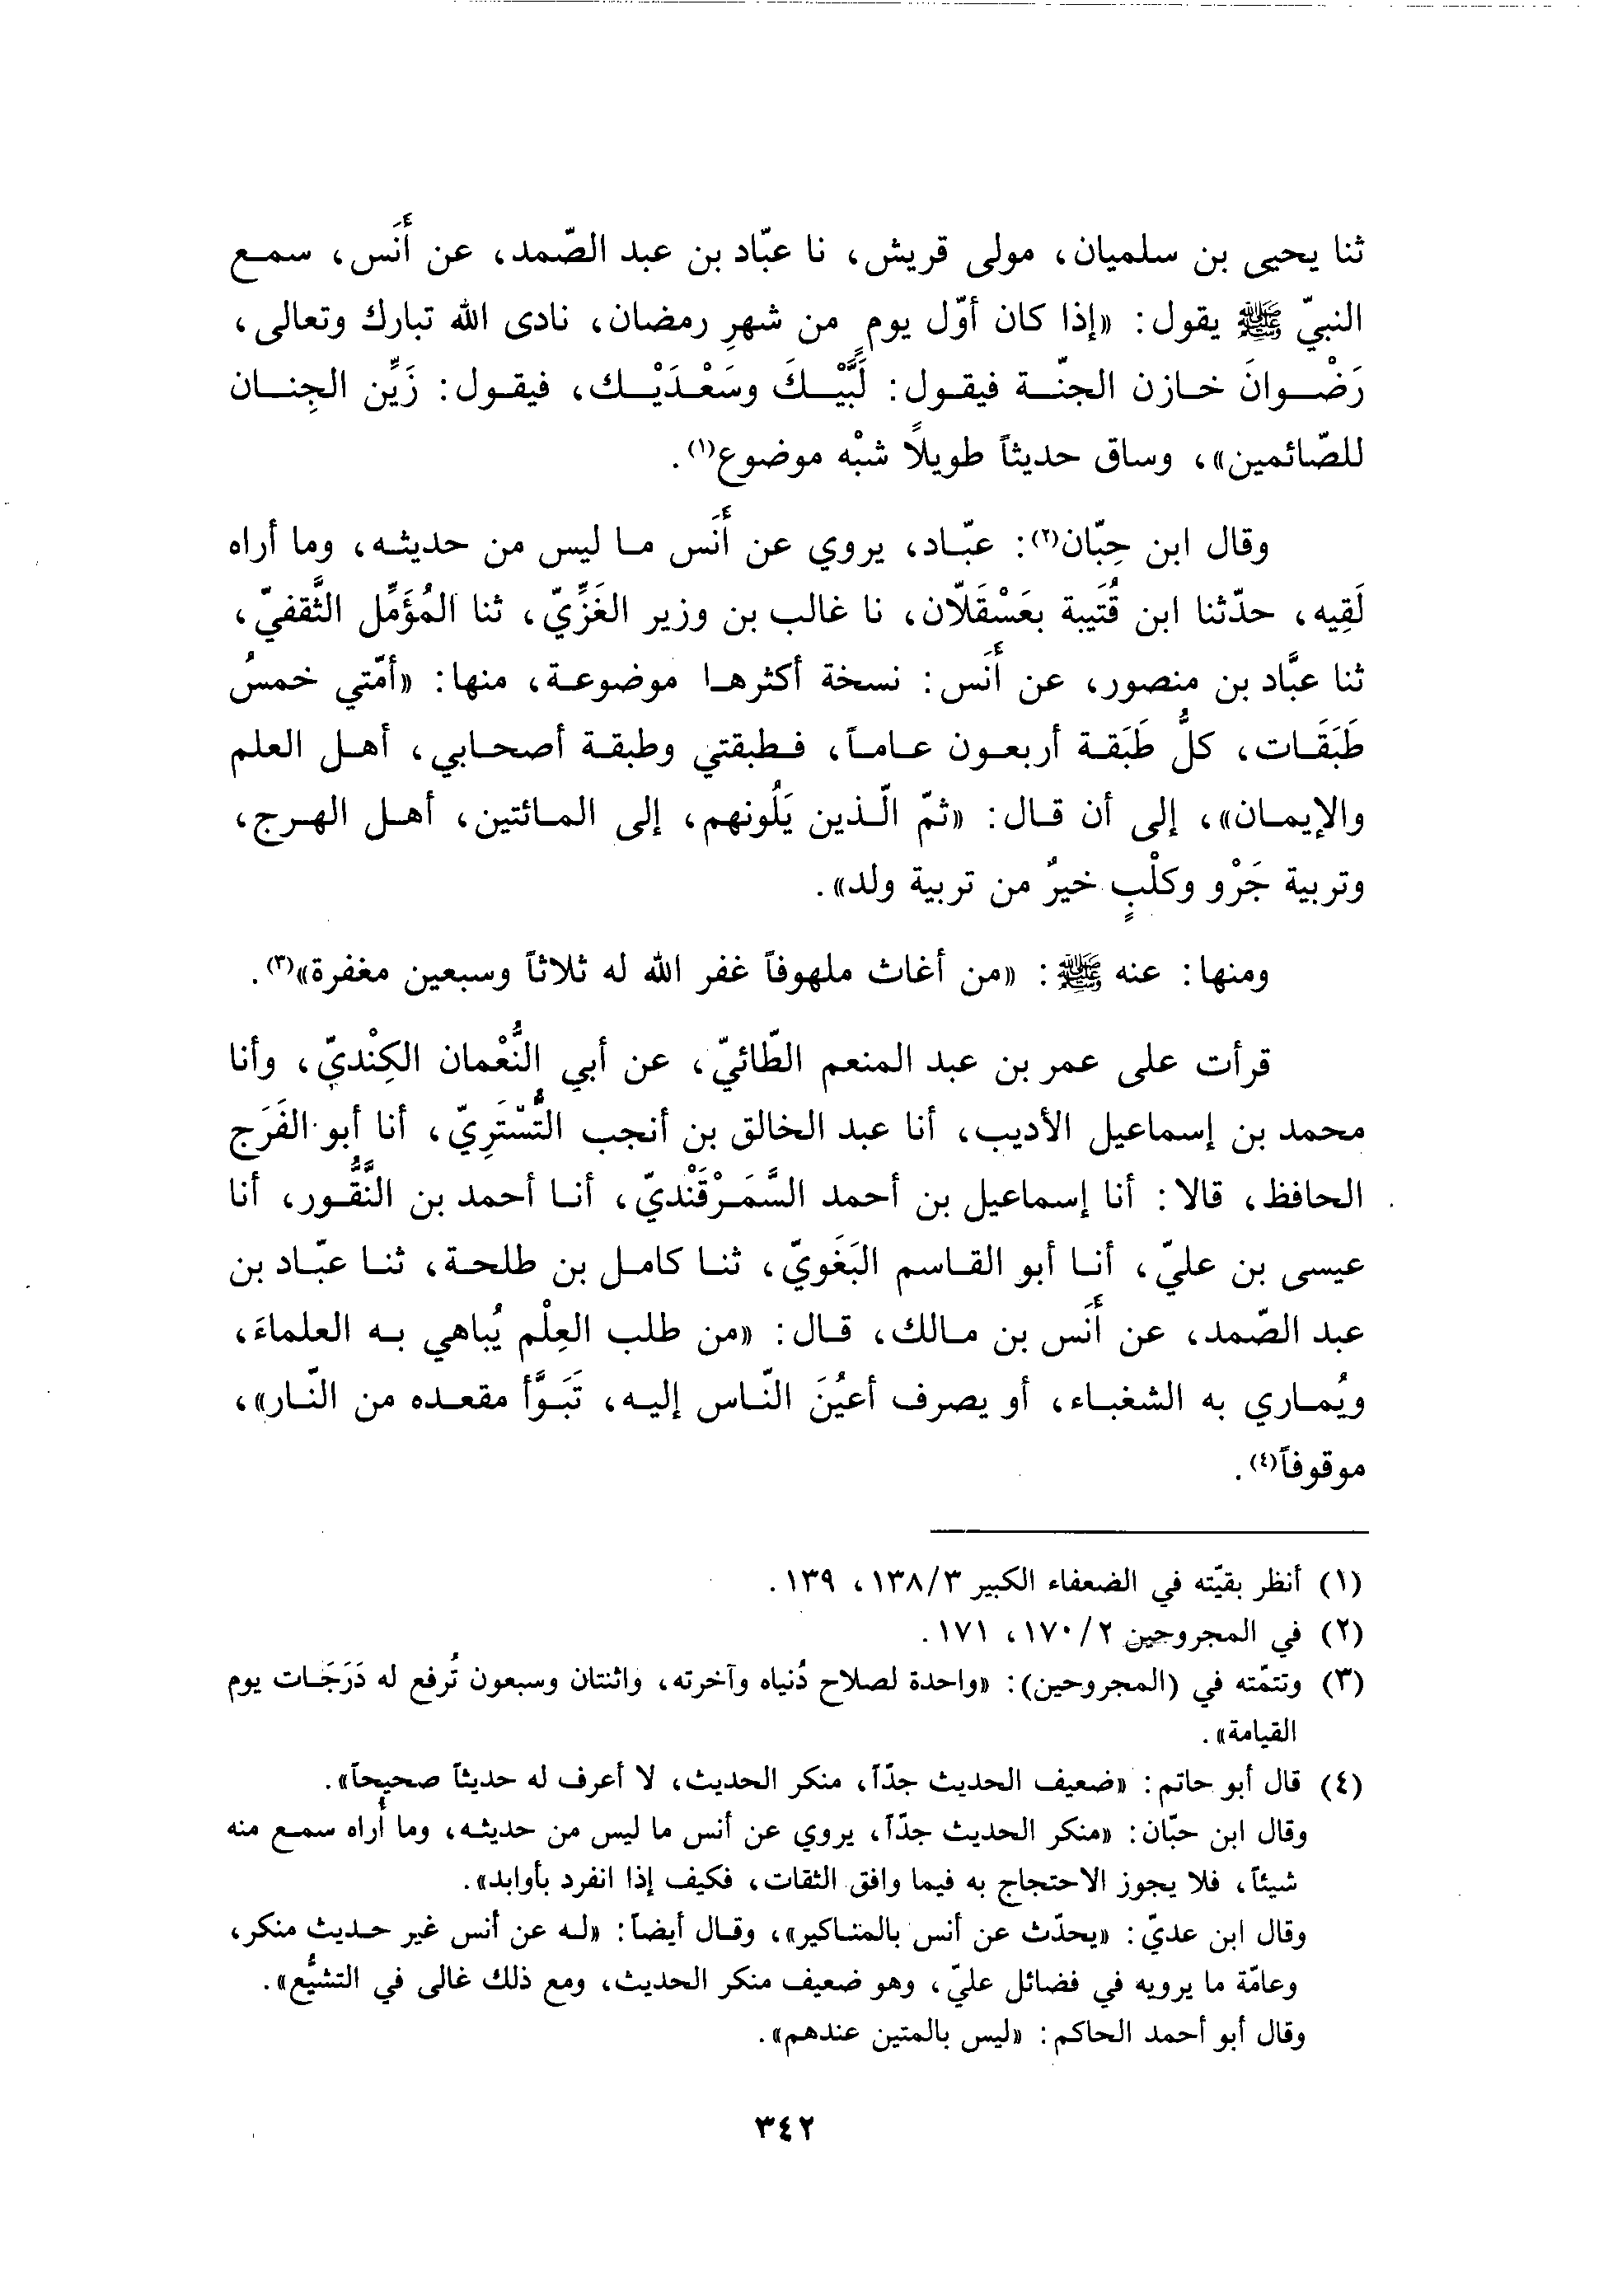 ثنا يحيى بن سلميان، مولى قريش، نا عبّاد بن عبد الصّمد، عن أَنَس، سمع
النبيّ ﷺ يقول: «إذا كان أوّل يومٍ من شهرِ رمضان، نادى الله تبارك وتعالى،
رَضْوانَ خازن الجنّة فيقول: لَبَّيْكَ وسَعْدَيْك، فيقول: زَيِّن الجِنان
للصّائمين»، وساق حديثاً طويلاً شبْه موضوع(١).
وقال ابن حِبّان(٢): عبّاد، يروي عن أَنَس ما ليس من حديثه، وما أراه
لَقِيه، حدّثنا ابن قُتَيبة بعَسْقَلّان، نا غالب بن وزير الغَزِّيّ، ثنا المُؤَمِّل الثَّقفيّ،
ثنا عبَّاد بن منصور، عن أَنَس: نسخة أكثرها موضوعة، منها: «أمّتي خمسُ
طَبَقَات، كلُّ طَبَقة أربعون عاماً، فطبقتي وطبقة أصحابي، أهل العلم
والإيمان»، إلى أن قال: «ثمّ الّذين يَلُونهم، إلى المائتين، أهل الهرج،
وتربية جَرْو وكلْبٍ خيرٌ من تربية ولد».
ومنها: عنه ﷺ: «من أغاث ملهوفاً غفر الله له ثلاثاً وسبعين مغفرة»(٣).
قرأت على عمر بن عبد المنعم الطّائيّ، عن أبي النُّعْمان الكِنْديّ، وأنا
محمد بن إسماعيل الأديب، أنا عبد الخالق بن أنجب التُّسْتَرِيّ، أنا أبو الفَرَج
الحافظ، قالا: أنا إسماعيل بن أحمد السَّمَرْقَنْديّ، أنا أحمد بن النَّقُّور، أنا
عيسى بن عليّ، أنا أبو القاسم البَغَويّ، ثنا كامل بن طلحة، ثنا عبّاد بن
عبد الصّمد، عن أَنَس بن مالك، قال: «من طلب العِلْم يُباهي به العلماءَ،
ويُماري به الشغباء، أو يصرف أعيُنَ النّاس إليه، تَبَوَّأ مقعده من النّار»،
موقوفاً(٤).
(١) أنظر بقيّته في الضعفاء الكبير ١٣٨/٣، ١٣٩.
(٢) في المجروحين ١٧٠/٢، ١٧١.
(٣) وتتمّته في (المجروحين): «واحدة لصلاح دُنياه وآخرته، واثنتان وسبعون تُرفع له دَرَجَات يوم
القيامة».
(٤) قال أبو حاتم: «ضعيف الحديث جدّاً، منكر الحديث، لا أعرف له حديثاً صحيحاً».
وقال ابن حبّان: «منكر الحديث جدّاً، يروي عن أنس ما ليس من حديثه، وما أُراه سمع منه
شيئاً، فلا يجوز الاحتجاج به فيما وافق الثقات، فكيف إذا انفرد بأوابد».
وقال ابن عديّ: «يحدّث عن أنس بالمناكير»، وقال أيضاً: «له عن أنس غير حديث منكر،
وعامّة ما يرويه في فضائل عليّ، وهو ضعيف منكر الحديث، ومع ذلك غالى في التشيُّع».
وقال أبو أحمد الحاكم: «ليس بالمتين عندهم».
٣٤٢